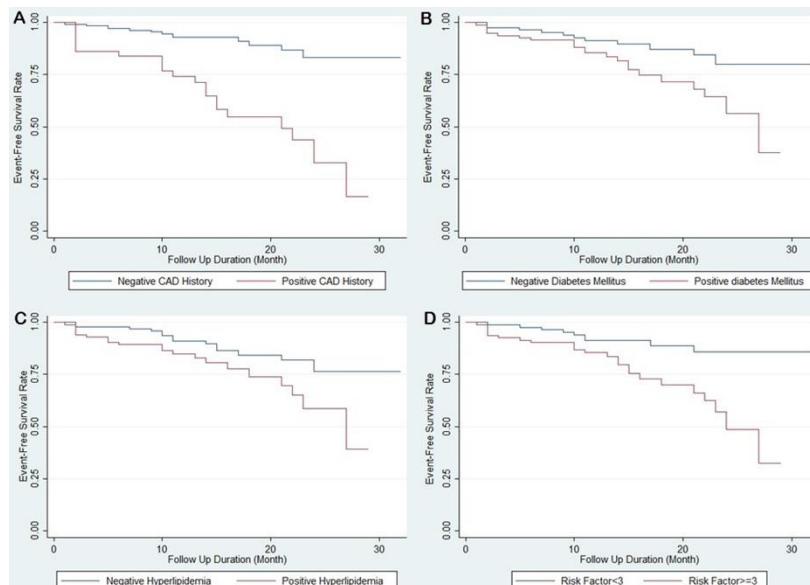 A
Event-Free Survival Rate
1.00
0.75
0.50
0.25
0.00
0 10 20 30
Follow Up Duration (Month)
Negative CAD History Positive CAD History
B
Event-Free Survival Rate
1.00
0.75
0.50
0.25
0.00
0 10 20 30
Follow Up Duration (Month)
Negative Diabetes Mellitus Positive diabetes Mellitus
C
Event-Free Survival Rate
1.00
0.75
0.50
0.25
0.00
0 10 20 30
Follow Up Duration (Month)
Negative Hyperlipidemia Positive Hyperlipidemia
D
Event-Free Survival Rate
1.00
0.75
0.50
0.25
0.00
0 10 20 30
Follow Up Duration (Month)
Risk Factor<3 Risk Factor>=3